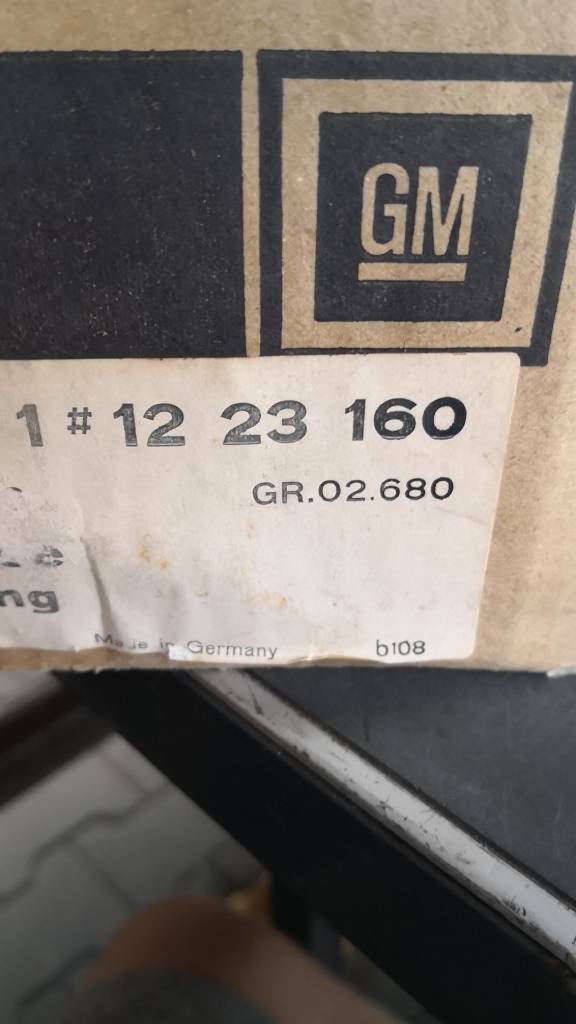 GM
1 # 12 23 160
GR.02.680
ng
Made in Germany
b108